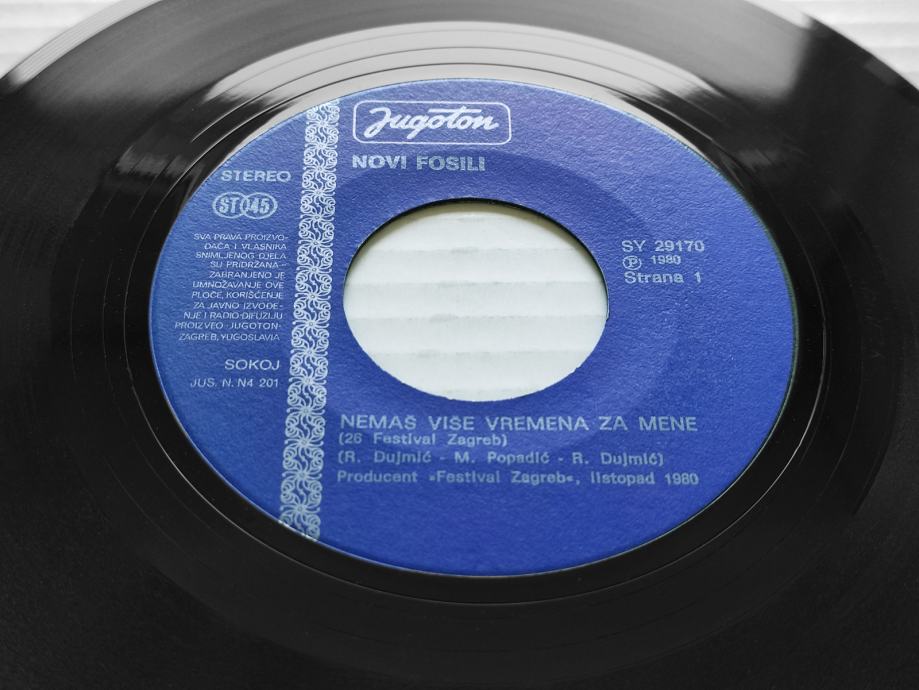 Jugoton
NOVI FOSILI
STEREO
ST 45
SVA PRAVA PROIZVO-
ĐAČA I VLASNIKA
SNIMLJENOG DJELA
SU PRIDRŽANA -
ZABRANJENO JE
UMNOŽAVANJE OVE
PLOČE, KORIŠĆENJE
ZA JAVNO IZVOĐE-
NJE I RADIO-DIFUZIJU
PROIZVEO -JUGOTON-
ZAGREB, YUGOSLAVIA
SOKOJ
JUS. N. N4 201
SY 29170
℗ 1980
Strana 1
NEMAŠ VIŠE VREMENA ZA MENE
(26 Festival Zagreb)
(R. Dujmić - M. Popadić - R. Dujmić)
Producent »Festival Zagreb«, listopad 1980